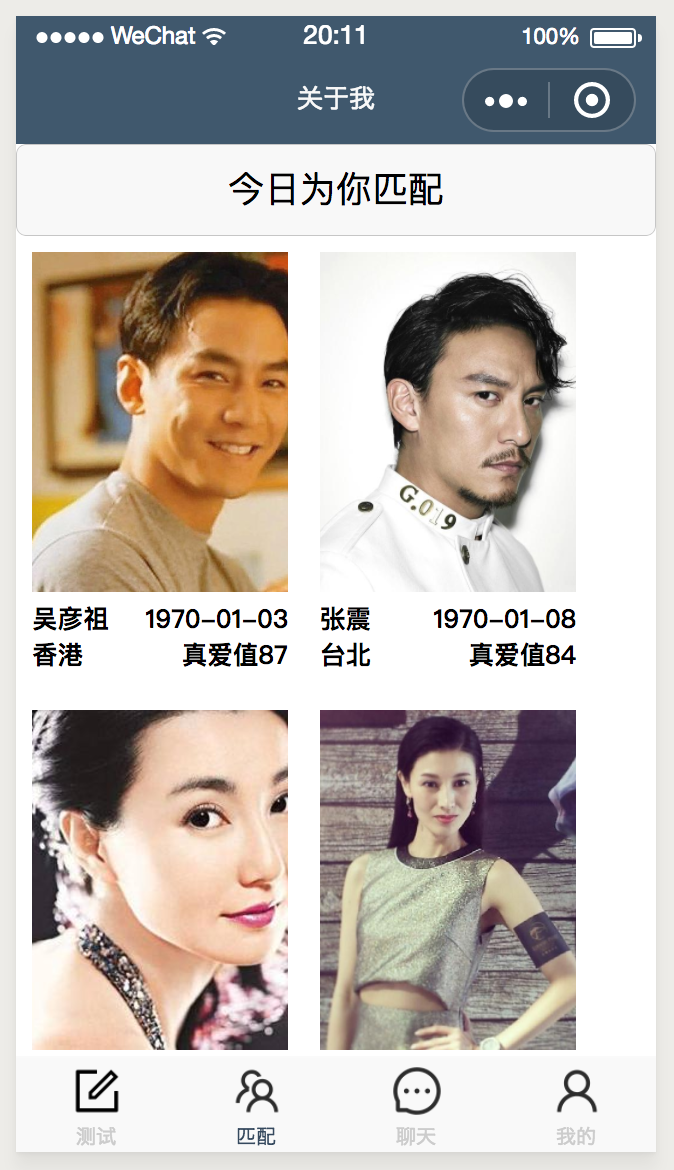 WeChat 20:11 100%
关于我
今日为你匹配
G.019
吴彦祖 1970-01-03
香港 真爱值87
张震 1970-01-08
台北 真爱值84
测试 匹配 聊天 我的